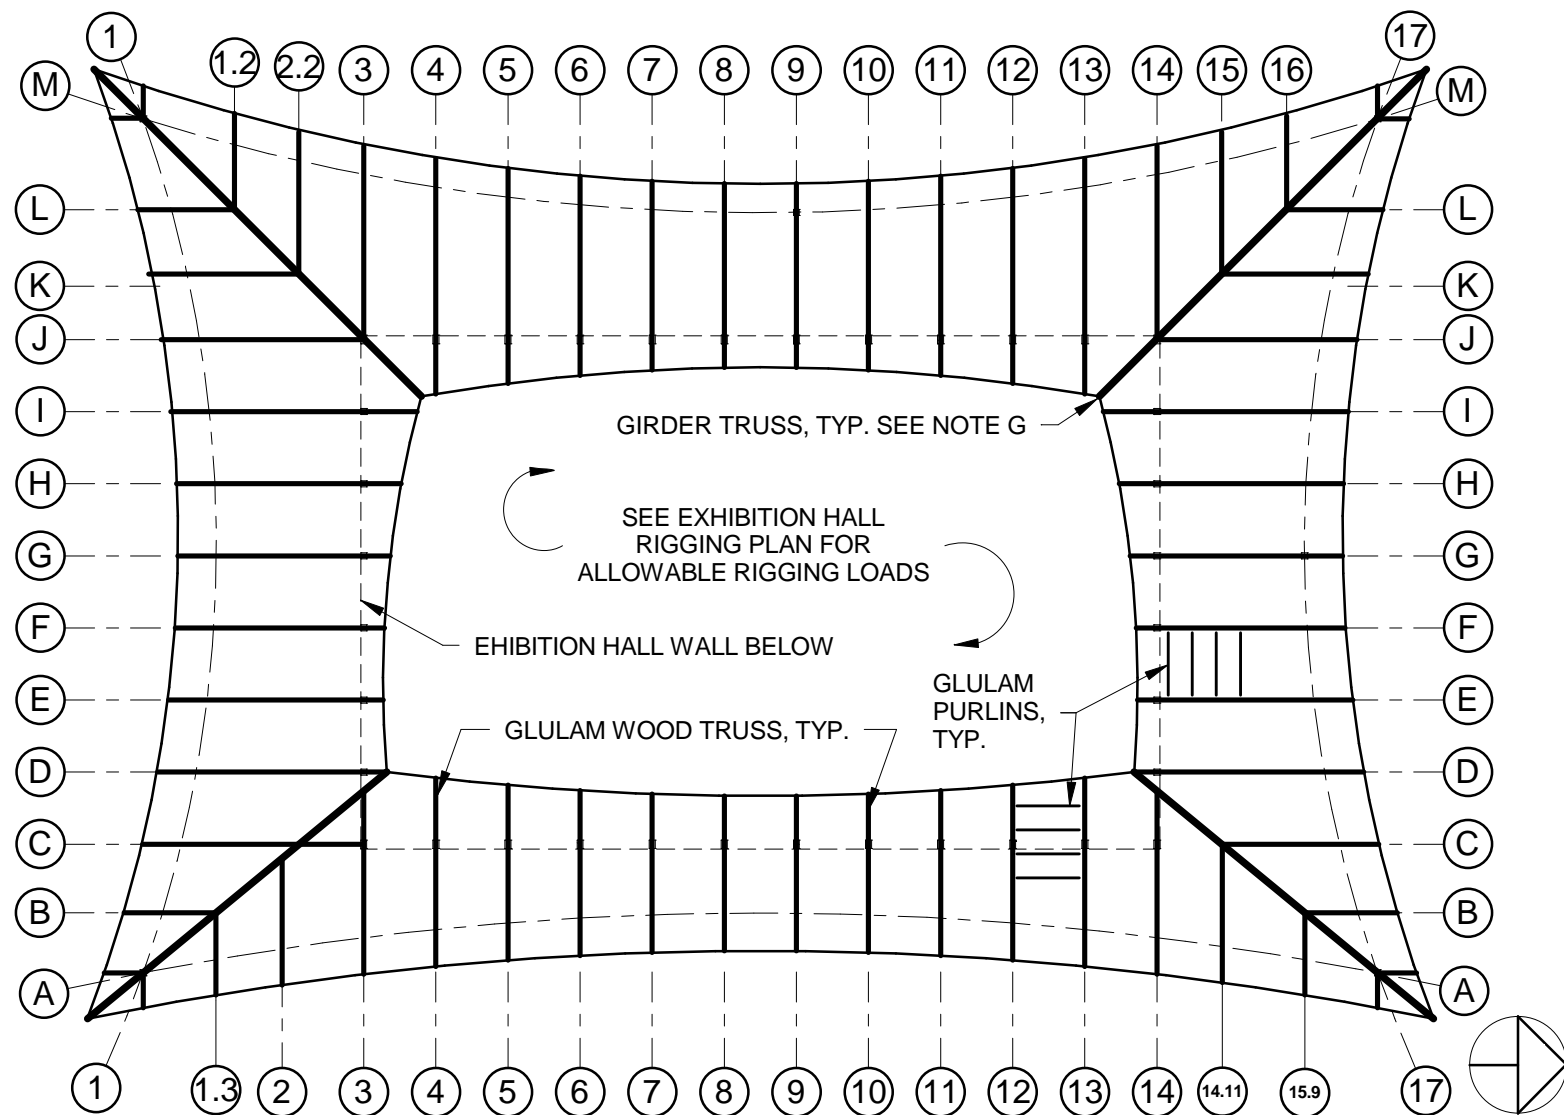 1
1.2
2.2
3
4
5
6
7
8
9
10
11
12
13
14
15
16
17
M
M
L
L
K
K
J
J
I
I
GIRDER TRUSS, TYP. SEE NOTE G
H
H
SEE EXHIBITION HALL
RIGGING PLAN FOR
ALLOWABLE RIGGING LOADS
G
G
F
F
EHIBITION HALL WALL BELOW
GLULAM
PURLINS,
TYP.
E
E
GLULAM WOOD TRUSS, TYP.
D
D
C
C
B
B
A
A
1
1.3
2
3
4
5
6
7
8
9
10
11
12
13
14
14.11
15.9
17